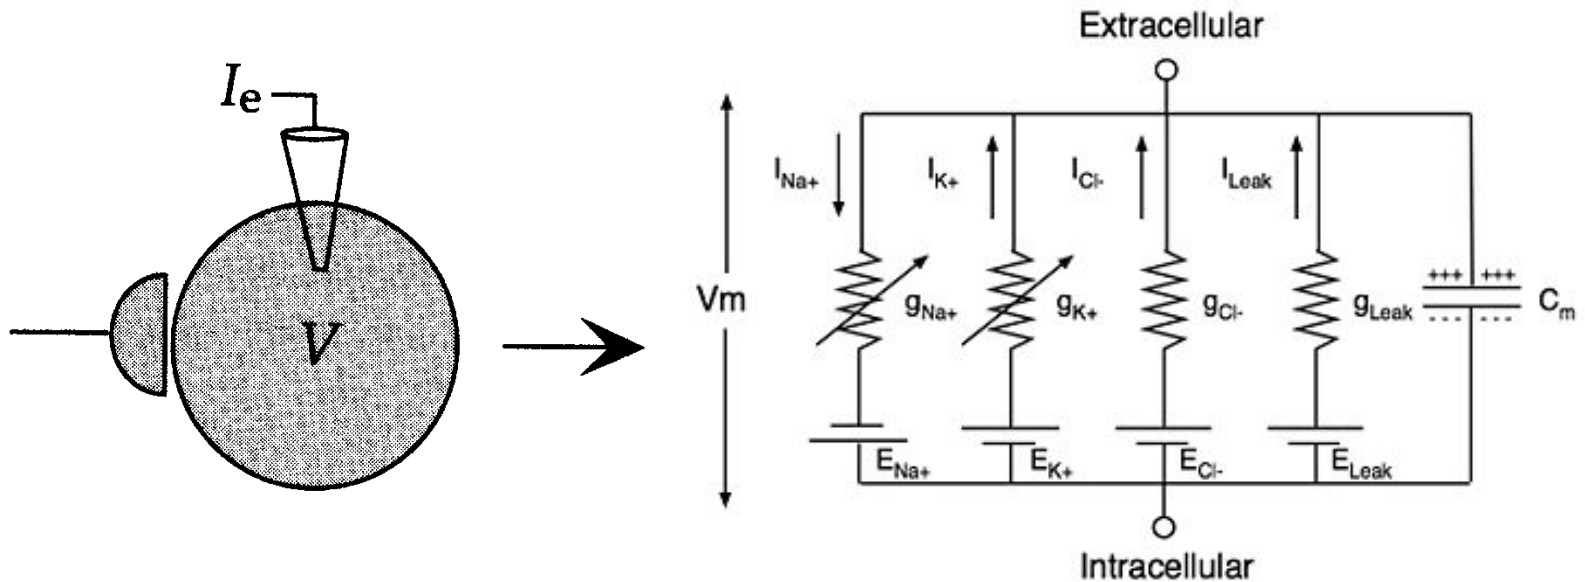 Ie
V
Extracellular
Vm
INa+
IK+
ICl-
ILeak
gNa+
gK+
gCl-
gLeak
+++ +++
- - - - - -
Cm
ENa+
EK+
ECl-
ELeak
Intracellular